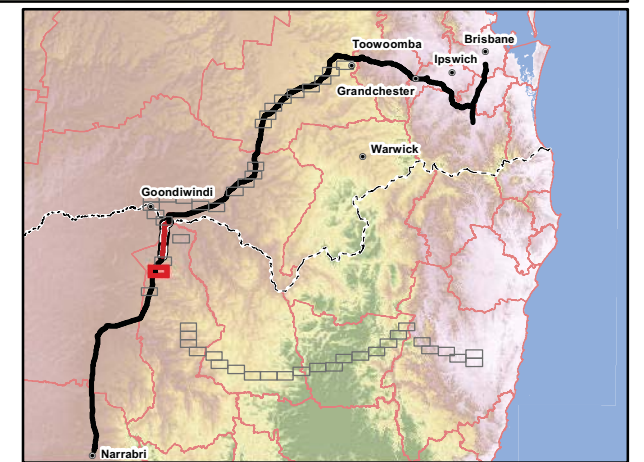 Brisbane
Toowoomba
Ipswich
Grandchester
Warwick
Goondiwindi
Narrabri